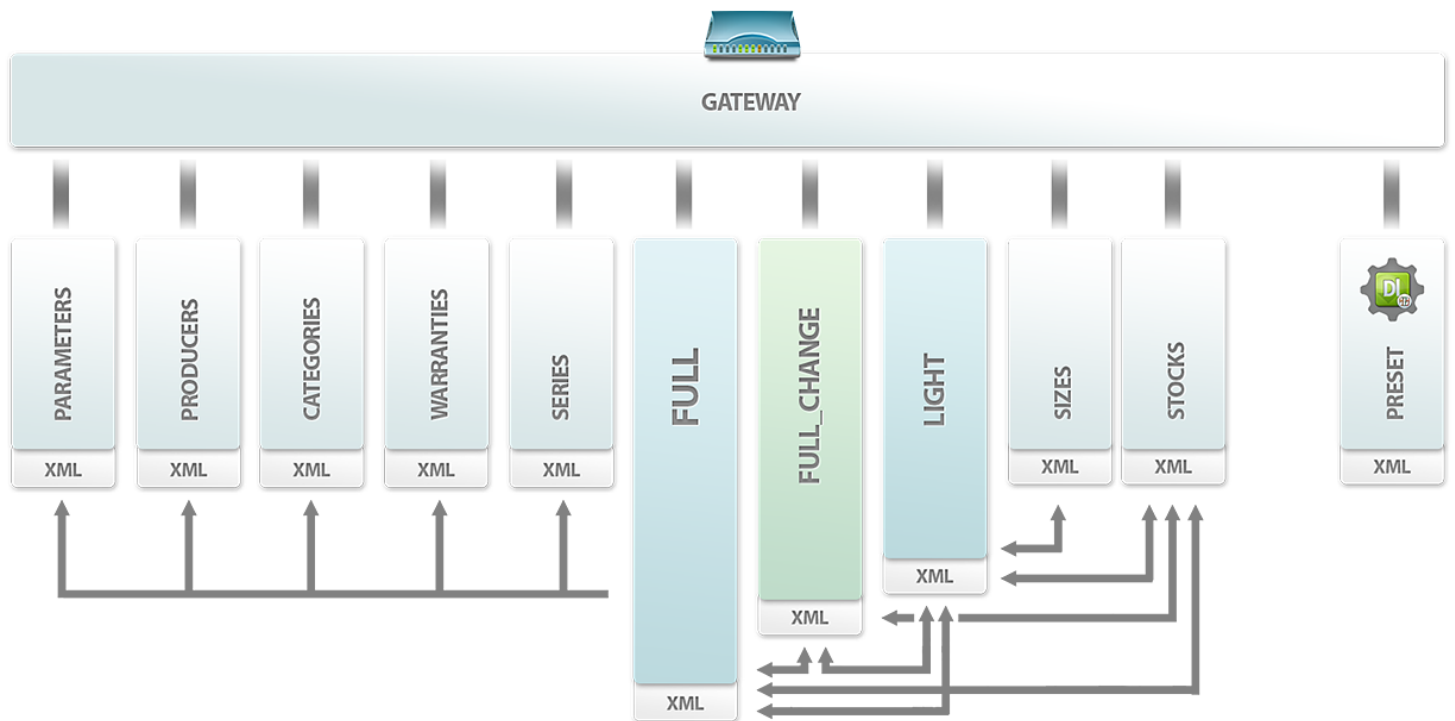 GATEWAY
PARAMETERS
PRODUCERS
CATEGORIES
WARRANTIES
SERIES
FULL
FULL_CHANGE
LIGHT
SIZES
STOCKS
DI
PRESET
XML
XML
XML
XML
XML
XML
XML
XML
XML
XML
XML